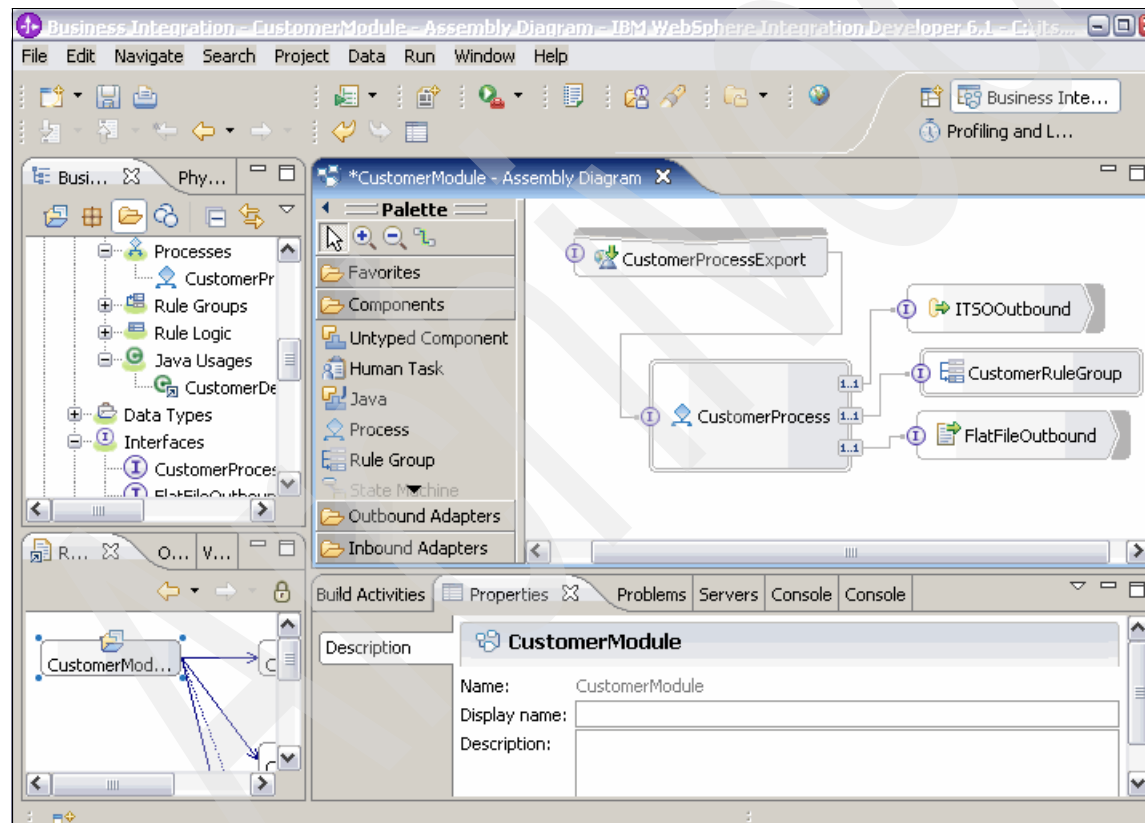 Business Integration - CustomerModule - Assembly Diagram - IBM WebSphere Integration Developer 6.1 - C:\its...
File Edit Navigate Search Project Data Run Window Help
Business Inte...
Profiling and L...
Busi... Phy...
*CustomerModule - Assembly Diagram
Palette
Processes
CustomerPr
Rule Groups
Rule Logic
Java Usages
CustomerDe
Data Types
Interfaces
CustomerProces
FlatFileOutboun
Favorites
Components
Untyped Component
Human Task
Java
Process
Rule Group
State Machine
Outbound Adapters
Inbound Adapters
I CustomerProcessExport
I ITSOOutbound
I CustomerRuleGroup
I CustomerProcess
1..1
1..1
1..1
I FlatFileOutbound
R... O... V...
CustomerMod...
C
C
Build Activities Properties Problems Servers Console Console
Description
CustomerModule
Name: CustomerModule
Display name:
Description: